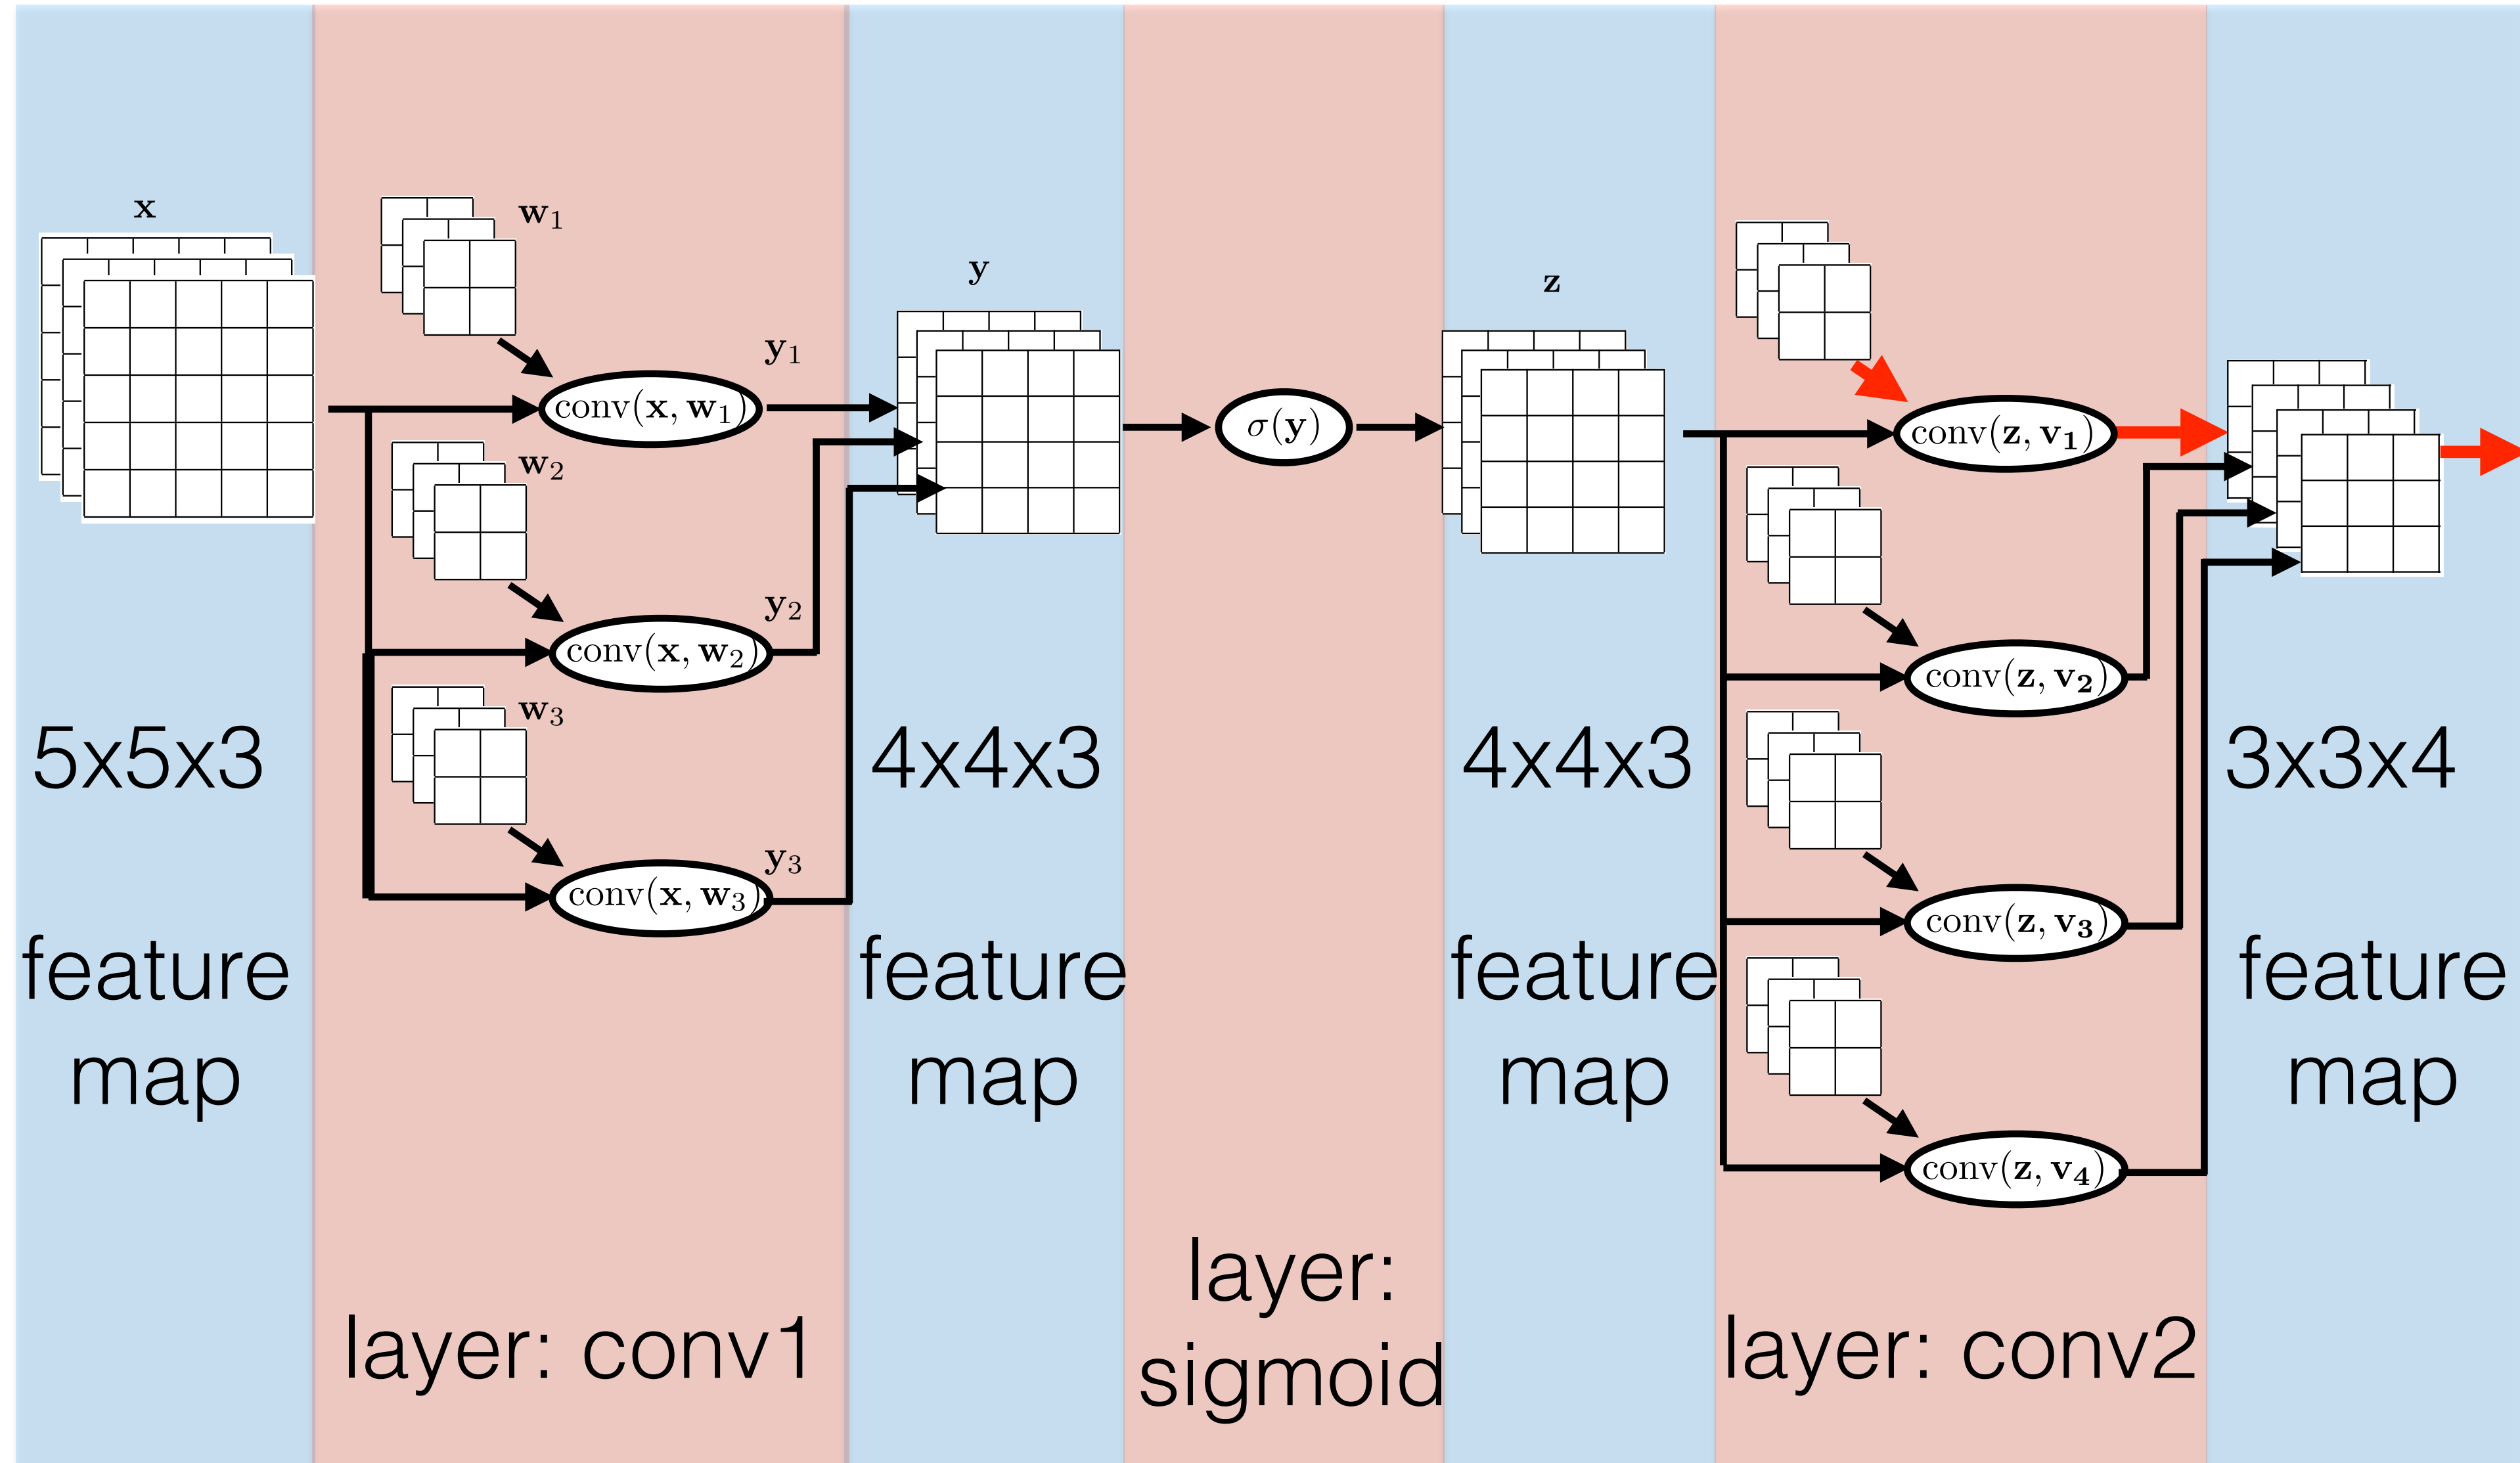 x
w₁
y₁
conv(x, w₁)
w₂
y₂
conv(x, w₂)
w₃
y₃
conv(x, w₃)
y
σ(y)
z
conv(z, v₁)
conv(z, v₂)
conv(z, v₃)
conv(z, v₄)
5x5x3
feature
map
layer: conv1
4x4x3
feature
map
layer:
sigmoid
4x4x3
feature
map
layer: conv2
3x3x4
feature
map